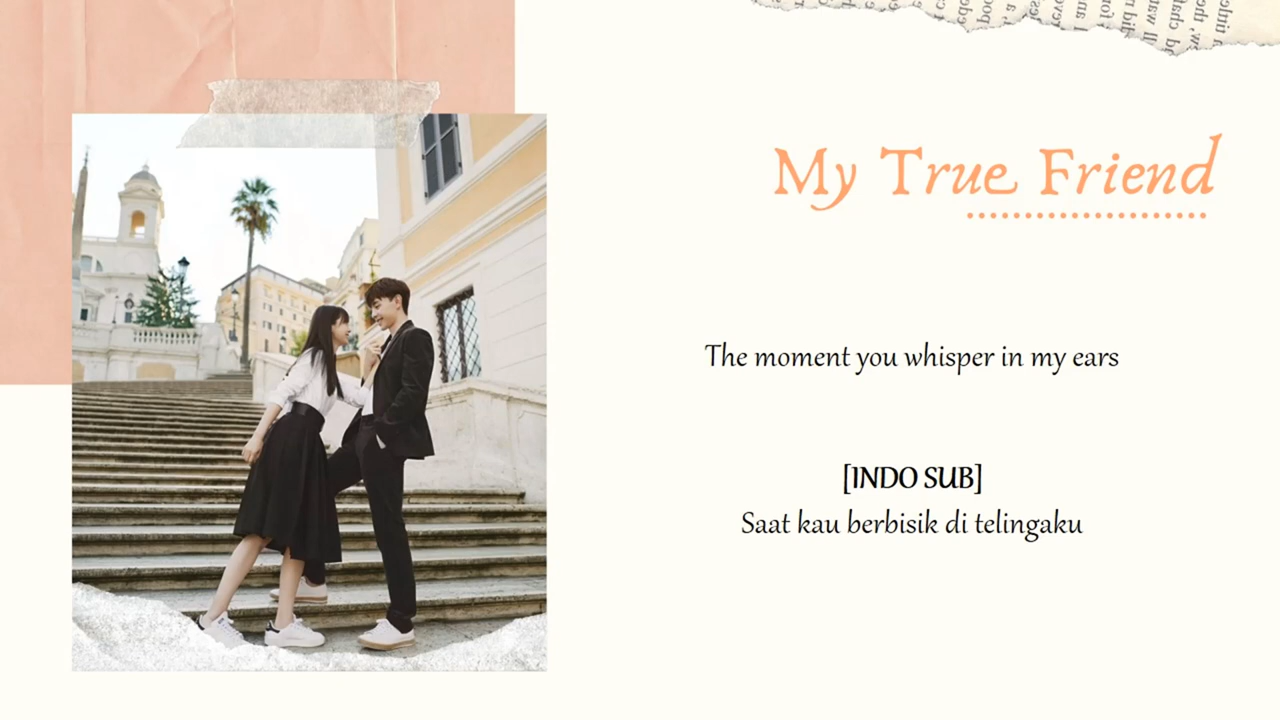 My True Friend
The moment you whisper in my ears
[INDO SUB]
Saat kau berbisik di telingaku